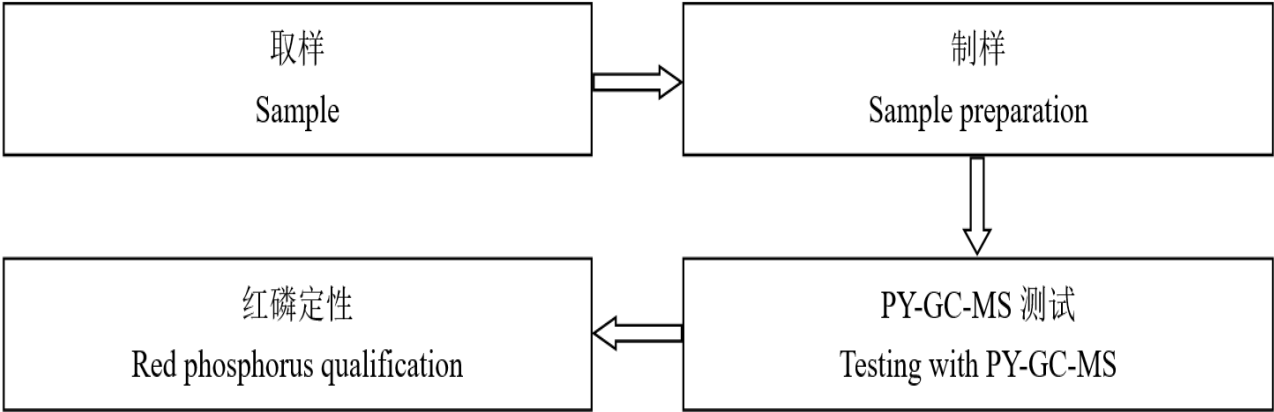 取样
Sample
制样
Sample preparation
PY-GC-MS 测试
Testing with PY-GC-MS
红磷定性
Red phosphorus qualification